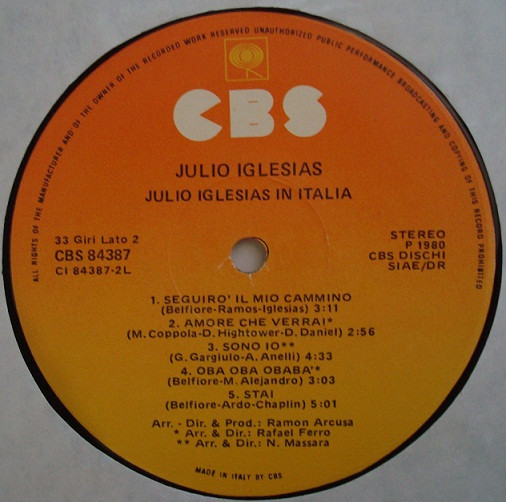 ALL RIGHTS OF THE MANUFACTURER AND OF THE OWNER OF THE RECORDED WORK RESERVED UNAUTHORIZED PUBLIC PERFORMANCE BROADCASTING AND COPYING OF THIS RECORD PROHIBITED
CBS
JULIO IGLESIAS
JULIO IGLESIAS IN ITALIA
33 Giri Lato 2
CBS 84387
CI 84387-2L
STEREO
P 1980
CBS DISCHI
SIAE/DR
1. SEGUIRO' IL MIO CAMMINO
(Belfiore-Ramos-Iglesias) 3:11
2. AMORE CHE VERRAI*
(M. Coppola-D. Hightower-D. Daniel) 2:56
3. SONO IO**
(G. Gargiulo-A. Anelli) 4:33
4. OBA OBA OBABA'*
(Belfiore-M. Alejandro) 3:03
5. STAI
(Belfiore-Ardo-Chaplin) 5:01
Arr. - Dir. & Prod.: Ramon Arcusa
* Arr. & Dir.: Rafael Ferro
** Arr. & Dir.: N. Massara
MADE IN ITALY BY CBS